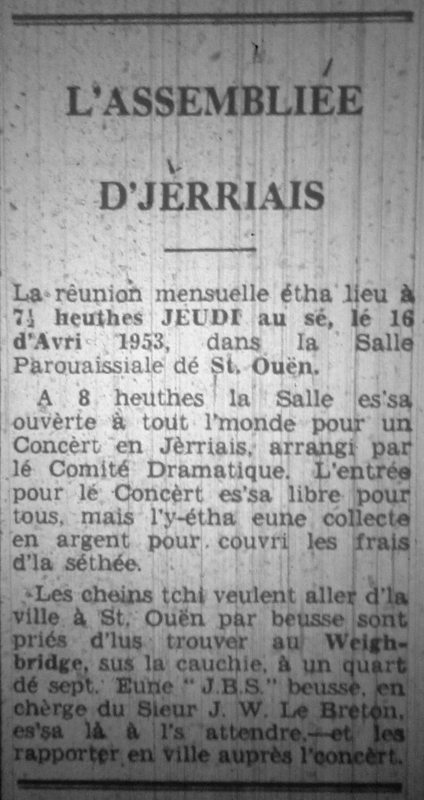 L'ASSEMBLIÉE
D'JÈRRIAIS
La rêunion mensuelle étha lieu à
7½ heuthes JEUDI au sé, lé 16
d'Avri 1953, dans la Salle
Parouaissiale dé St. Ouën.
A 8 heuthes la Salle es'sa
ouvèrte à tout l'monde pour un
Concèrt en Jèrriais, arrangi par
lé Comité Dramatique. L'entrée
pour lé Concèrt es'sa libre pour
tous, mais l'y-étha eune collecte
en argent pour couvri les frais
d'la séthée.
Les cheins tchi veulent aller d'la
ville à St. Ouën par beusse sont
priés d'lus trouver au Weigh-
bridge, sus la cauchie, à un quart
dé sept. Eune "J.B.S." beusse, en
chèrge du Sieur J. W. Le Breton,
es'sa là à l's attendre,—et les
rapporter en ville auprès l'concèrt.